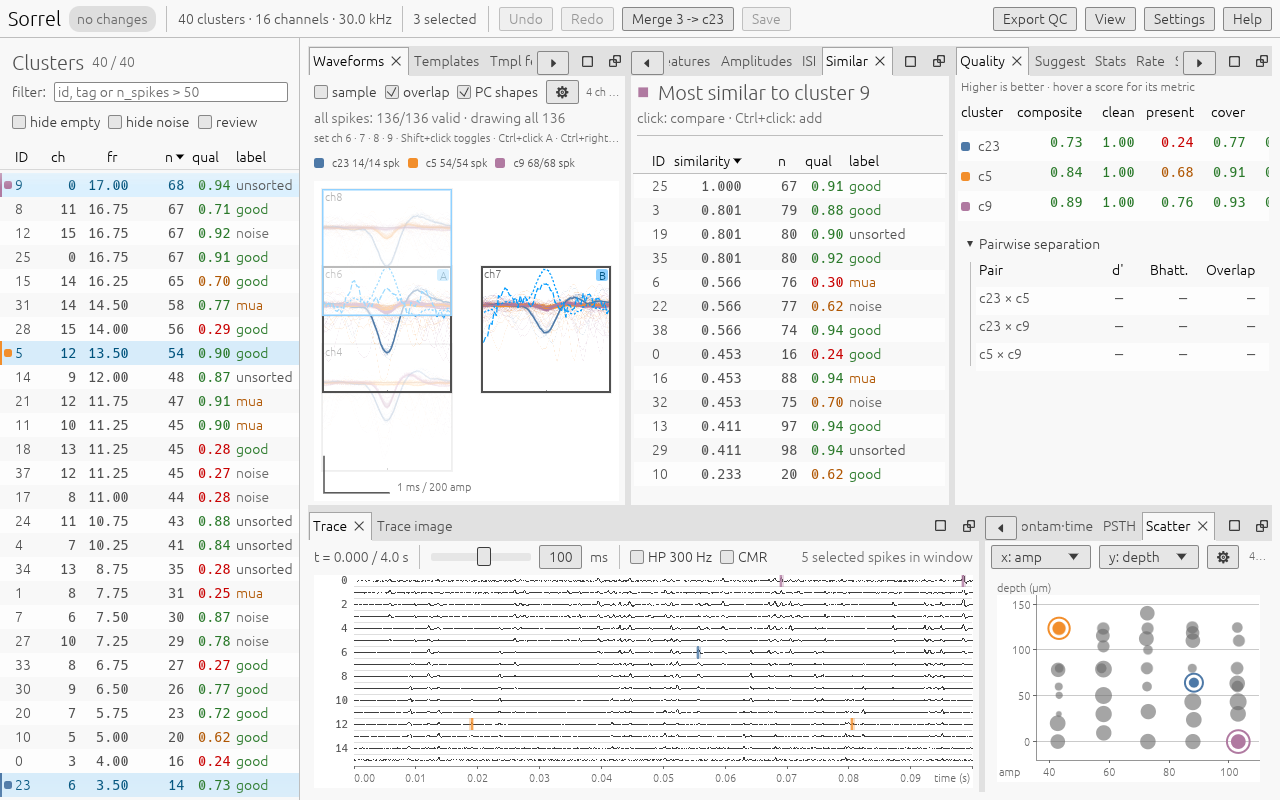 Sorrel no changes 40 clusters · 16 channels · 30.0 kHz 3 selected Undo Redo Merge 3 -> c23 Save Export QC View Settings Help
Clusters 40 / 40
filter: id, tag or n_spikes > 50
hide empty hide noise review
ID ch fr n▼ qual label
9 0 17.00 68 0.94 unsorted
8 11 16.75 67 0.71 good
12 15 16.75 67 0.92 noise
25 0 16.75 67 0.91 good
15 14 16.25 65 0.70 good
31 14 14.50 58 0.77 mua
28 15 14.00 56 0.29 good
5 12 13.50 54 0.90 good
14 9 12.00 48 0.87 unsorted
21 12 11.75 47 0.91 mua
11 10 11.25 45 0.90 mua
18 13 11.25 45 0.28 good
37 12 11.25 45 0.27 noise
17 8 11.00 44 0.28 noise
24 11 10.75 43 0.88 unsorted
4 7 10.25 41 0.84 unsorted
34 13 8.75 35 0.28 unsorted
1 8 7.75 31 0.25 mua
7 6 7.50 30 0.87 noise
27 10 7.25 29 0.78 noise
33 8 6.75 27 0.27 good
30 9 6.50 26 0.77 good
20 7 5.75 23 0.72 good
10 5 5.00 20 0.62 good
0 3 4.00 16 0.24 good
23 6 3.50 14 0.73 good
Waveforms Templates Tmpl
sample overlap PC shapes 4 ch ...
all spikes: 136/136 valid · drawing all 136
set ch 6 · 7 · 8 · 9 · Shift+click toggles · Ctrl+click A · Ctrl+right...
c23 14/14 spk c5 54/54 spk c9 68/68 spk
ch8
ch6 A ch7 B
ch4
1 ms / 200 amp
eatures Amplitudes ISI Similar
Most similar to cluster 9
click: compare · Ctrl+click: add
ID similarity▼ n qual label
25 1.000 67 0.91 good
3 0.801 79 0.88 good
19 0.801 80 0.90 unsorted
35 0.801 80 0.92 good
6 0.566 76 0.30 mua
22 0.566 77 0.62 noise
38 0.566 74 0.94 good
0 0.453 16 0.24 good
16 0.453 88 0.94 mua
32 0.453 75 0.70 noise
13 0.411 97 0.94 good
29 0.411 98 0.94 unsorted
10 0.233 20 0.62 good
Quality Suggest Stats Rate
Higher is better · hover a score for its metric
cluster composite clean present cover
c23 0.73 1.00 0.24 0.77
c5 0.84 1.00 0.68 0.91
c9 0.89 1.00 0.76 0.93
▼ Pairwise separation
Pair d' Bhatt. Overlap
c23 × c5 — — —
c23 × c9 — — —
c5 × c9 — — —
Trace Trace image
t = 0.000 / 4.0 s 100 ms HP 300 Hz CMR 5 selected spikes in window
0
2
4
6
8
10
12
14
0.00 0.01 0.02 0.03 0.04 0.05 0.06 0.07 0.08 0.09 time (s)
ontam·time PSTH Scatter
x: amp ▼ y: depth ▼ 4...
depth (µm)
150
100
50
0
amp 40 60 80 100